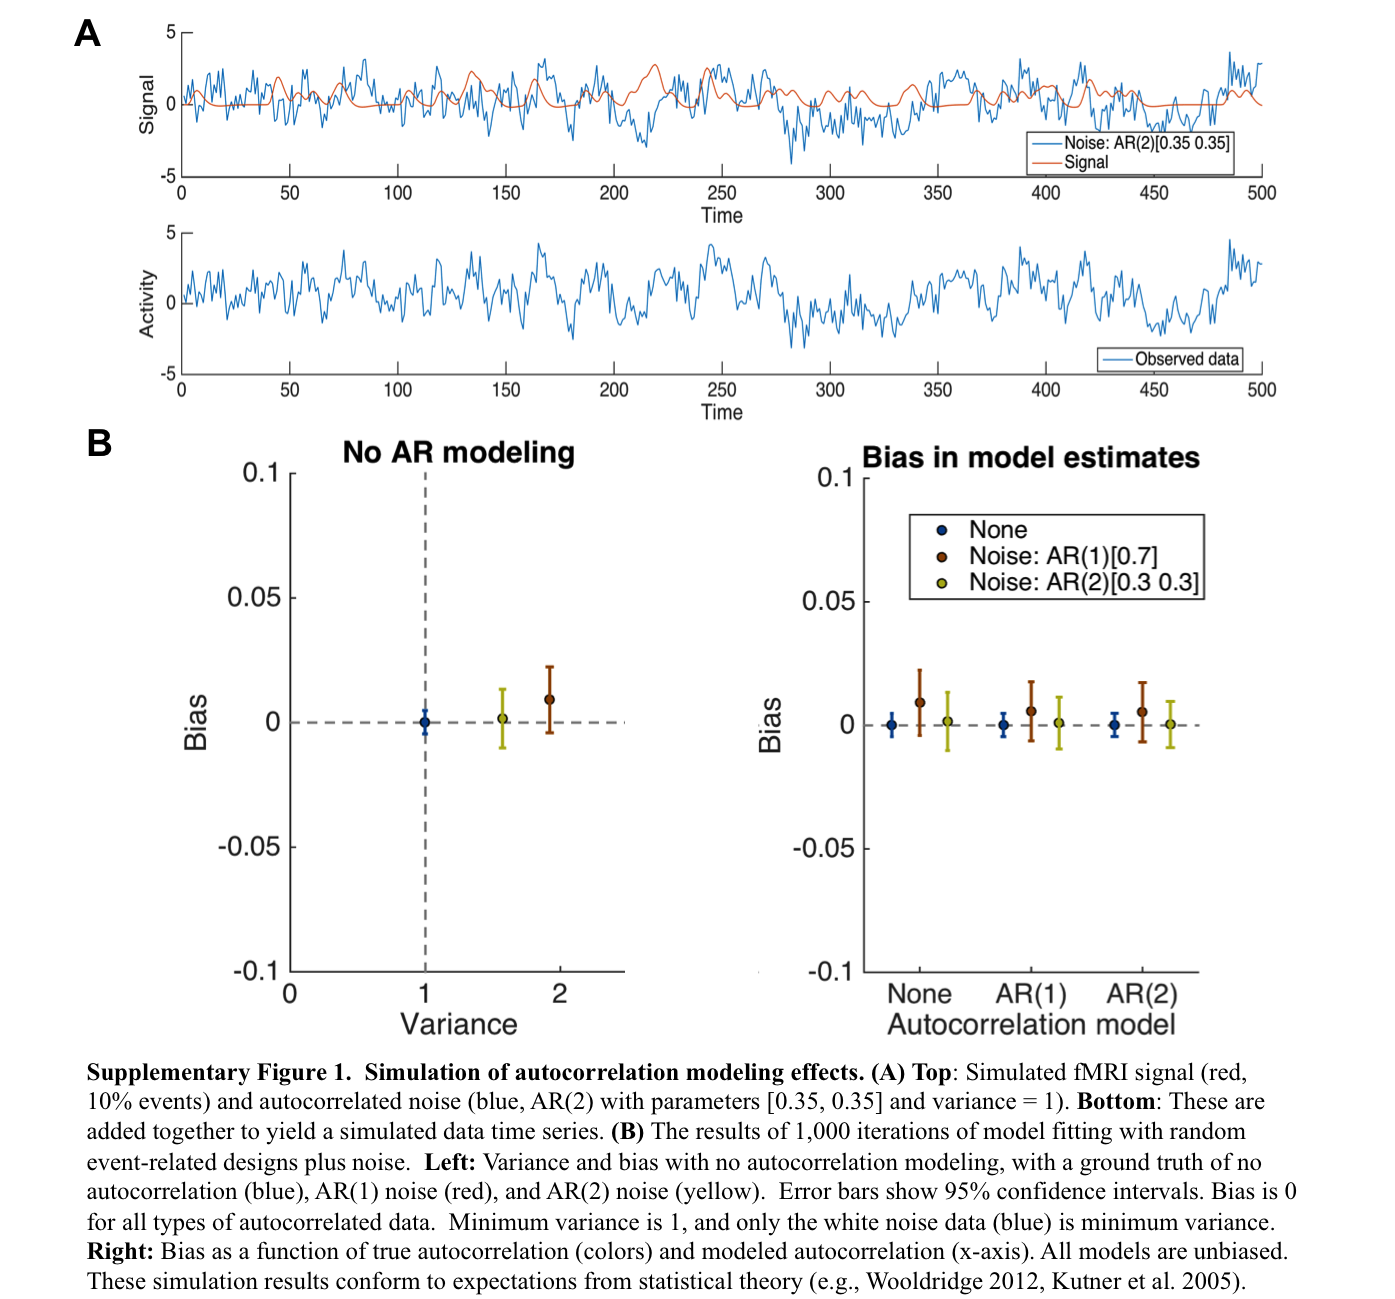 A
5
0
-5
Signal
Noise: AR(2)[0.35 0.35]
Signal
0 50 100 150 200 250 300 350 400 450 500
Time
5
0
-5
Activity
Observed data
0 50 100 150 200 250 300 350 400 450 500
Time
B
No AR modeling
0.1
0.05
0
-0.05
-0.1
Bias
0 1 2
Variance
Bias in model estimates
0.1
0.05
0
-0.05
-0.1
Bias
None
Noise: AR(1)[0.7]
Noise: AR(2)[0.3 0.3]
None AR(1) AR(2)
Autocorrelation model
Supplementary Figure 1. Simulation of autocorrelation modeling effects. (A) Top: Simulated fMRI signal (red,
10% events) and autocorrelated noise (blue, AR(2) with parameters [0.35, 0.35] and variance = 1). Bottom: These are
added together to yield a simulated data time series. (B) The results of 1,000 iterations of model fitting with random
event-related designs plus noise. Left: Variance and bias with no autocorrelation modeling, with a ground truth of no
autocorrelation (blue), AR(1) noise (red), and AR(2) noise (yellow). Error bars show 95% confidence intervals. Bias is 0
for all types of autocorrelated data. Minimum variance is 1, and only the white noise data (blue) is minimum variance.
Right: Bias as a function of true autocorrelation (colors) and modeled autocorrelation (x-axis). All models are unbiased.
These simulation results conform to expectations from statistical theory (e.g., Wooldridge 2012, Kutner et al. 2005).